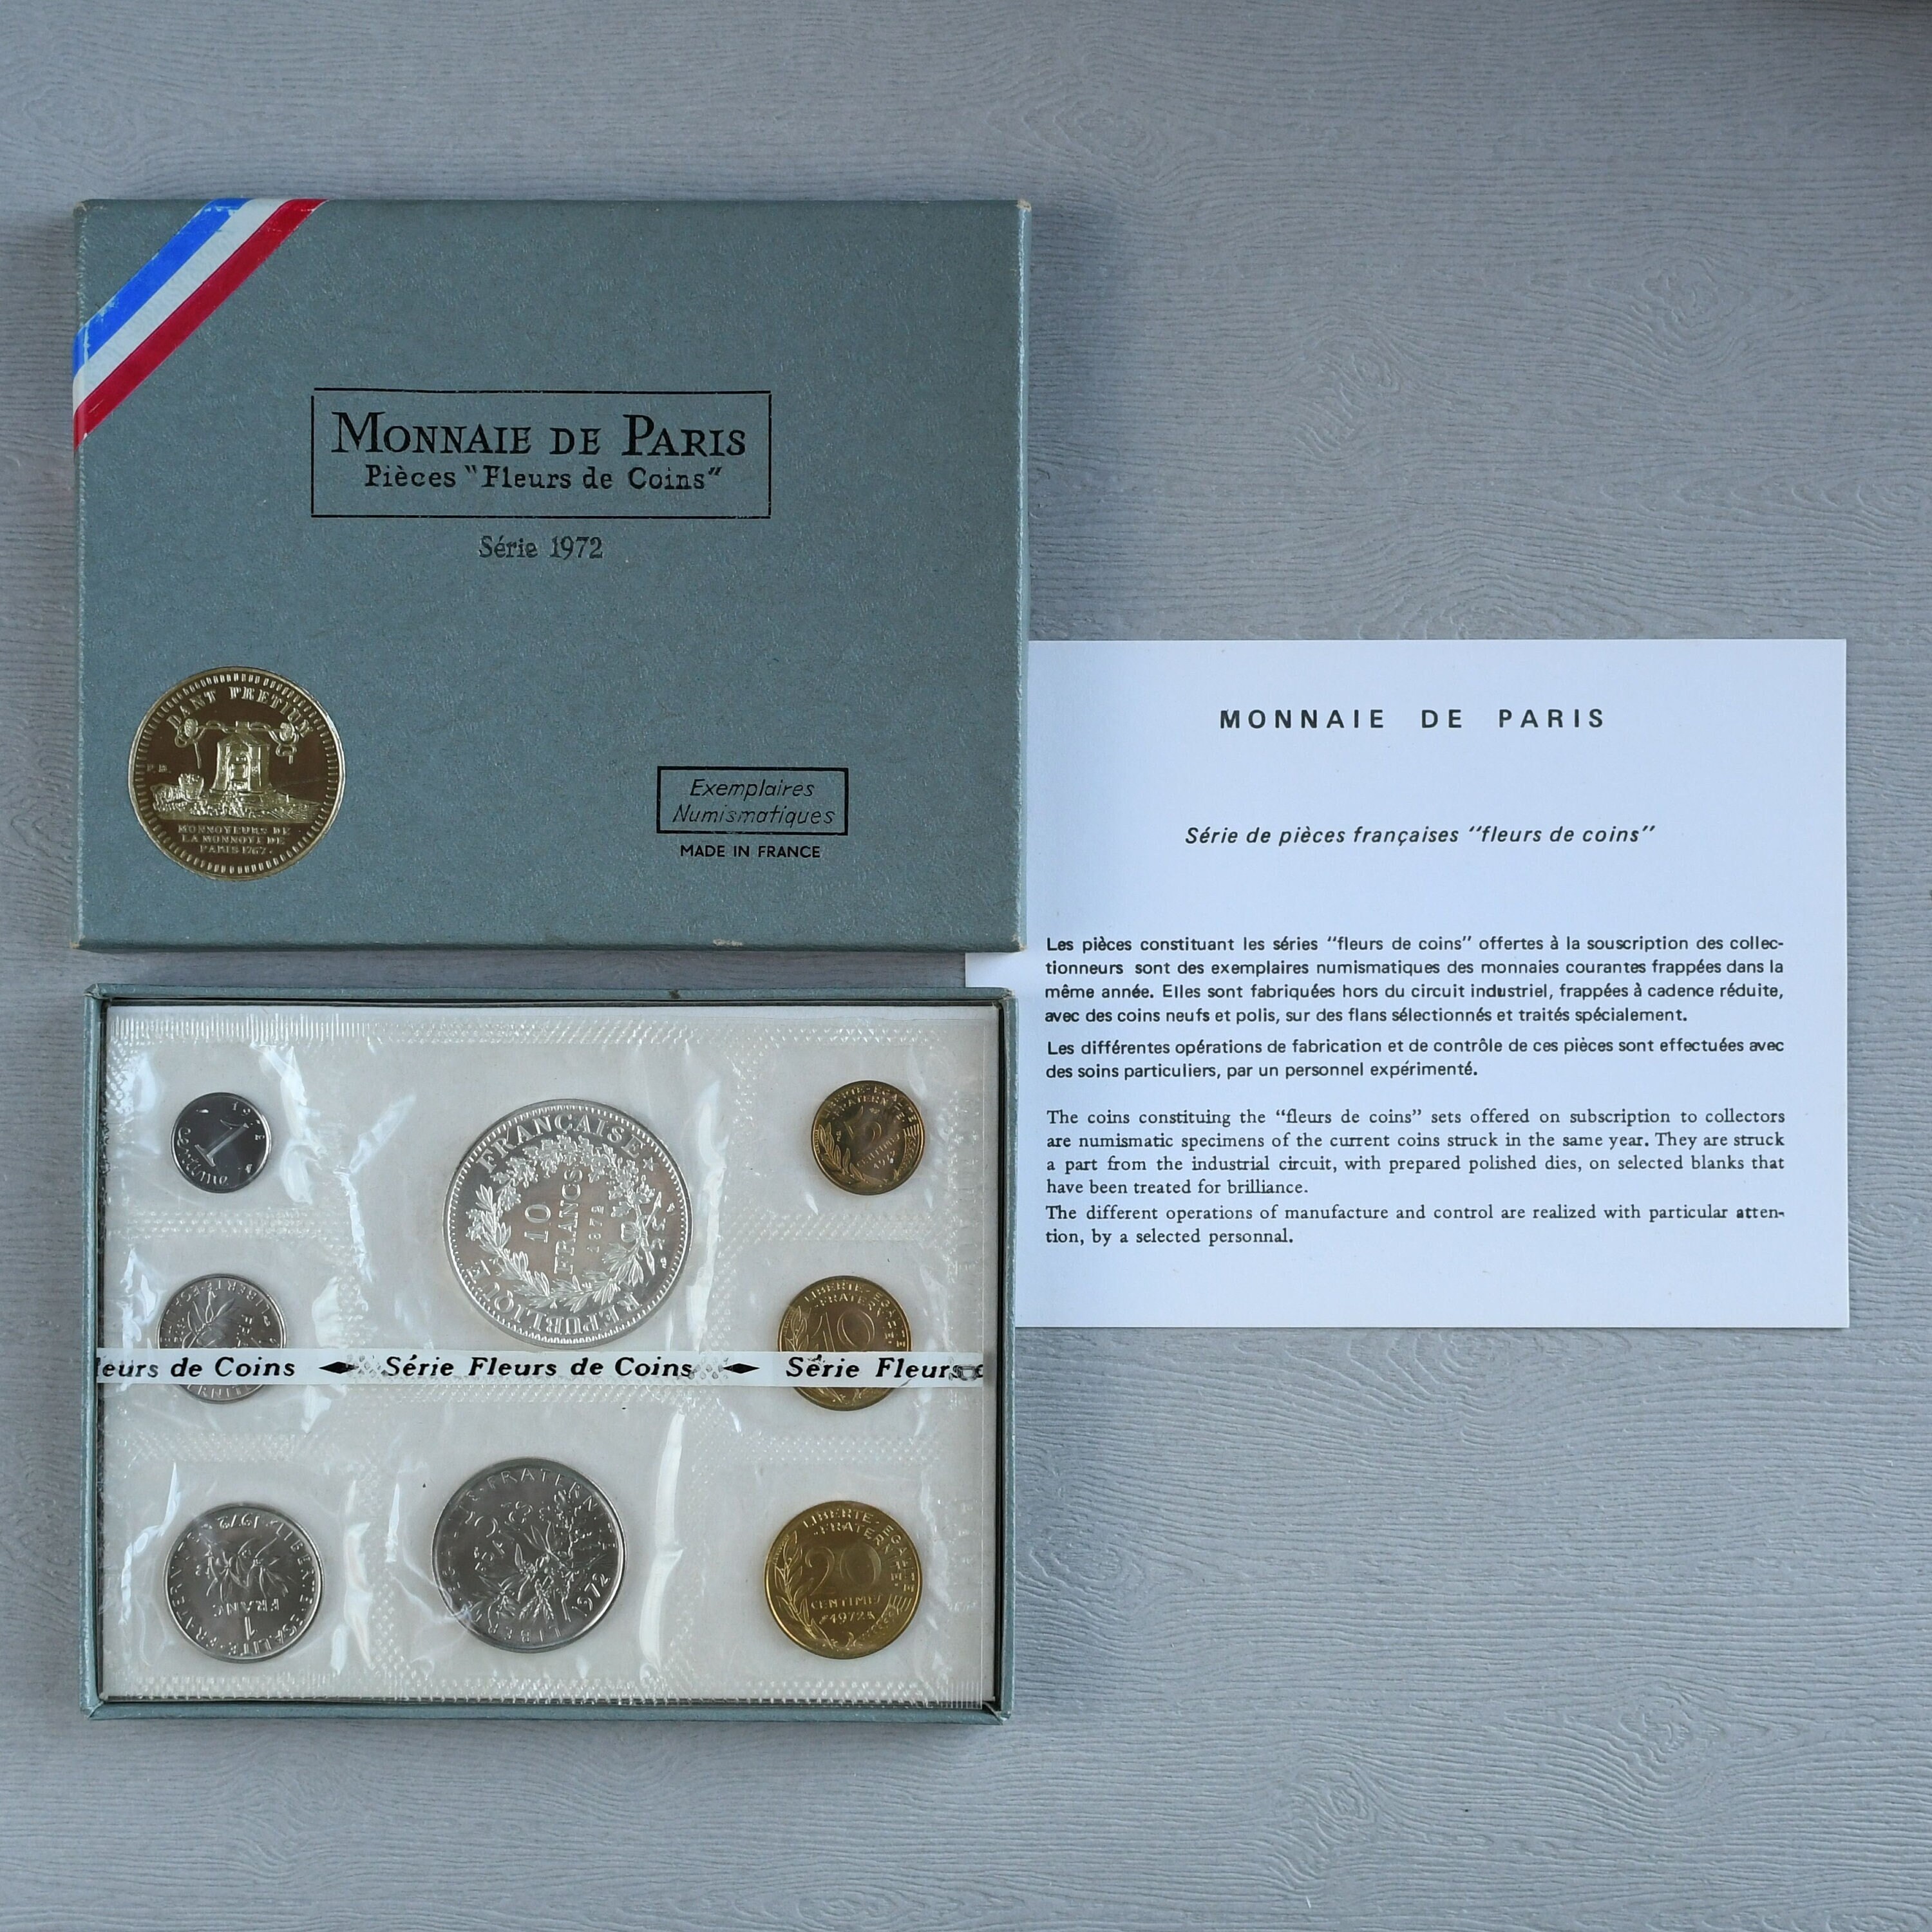 MONNAIE DE PARIS
Pièces "Fleurs de Coins"
Série 1972
DANT PRETIUM
MONNOYEURS DE
LA MONNOYE DE
PARIS 1767.
Exemplaires
Numismatiques
MADE IN FRANCE
MONNAIE DE PARIS
Série de pièces françaises "fleurs de coins"
Les pièces constituant les séries "fleurs de coins" offertes à la souscription des collec-
tionneurs sont des exemplaires numismatiques des monnaies courantes frappées dans la
même année. Elles sont fabriquées hors du circuit industriel, frappées à cadence réduite,
avec des coins neufs et polis, sur des flans sélectionnés et traités spécialement.
Les différentes opérations de fabrication et de contrôle de ces pièces sont effectuées avec
des soins particuliers, par un personnel expérimenté.
The coins constituing the "fleurs de coins" sets offered on subscription to collectors
are numismatic specimens of the current coins struck in the same year. They are struck
a part from the industrial circuit, with prepared polished dies, on selected blanks that
have been treated for brilliance.
The different operations of manufacture and control are realized with particular atten-
tion, by a selected personnal.
1
FRANÇAISE
10
FRANCS
REPUBLIQUE
5
leurs de Coins Série Fleurs de Coins Série Fleurs
LIBERTE·EGALITE
FRATERNITE
10
1972 LIBERTE·EGALITE·FRATERNITE
1
FRANC
1972
LIBERTE·EGALITE
·FRATERNITE·
20
CENTIMES
1972